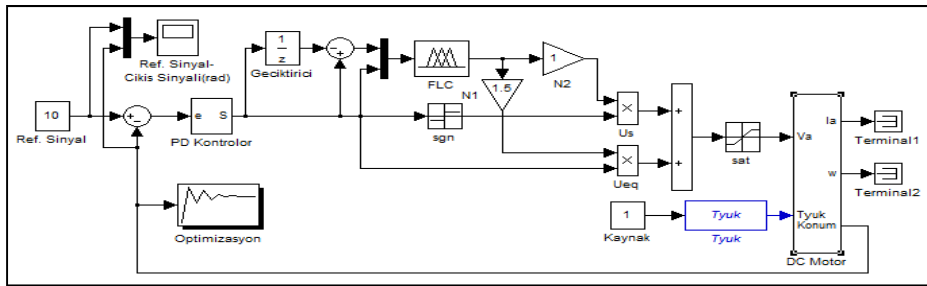 Ref. Sinyal-
Cikis Sinyali(rad)
1
z
Geciktirici
FLC
1
N2
1.5
N1
10
Ref. Sinyal
e
S
PD Kontrolor
sgn
Us
Ueq
sat
Va
Ia
w
Tyuk
Konum
DC Motor
Terminal1
Terminal2
Optimizasyon
1
Kaynak
Tyuk
Tyuk